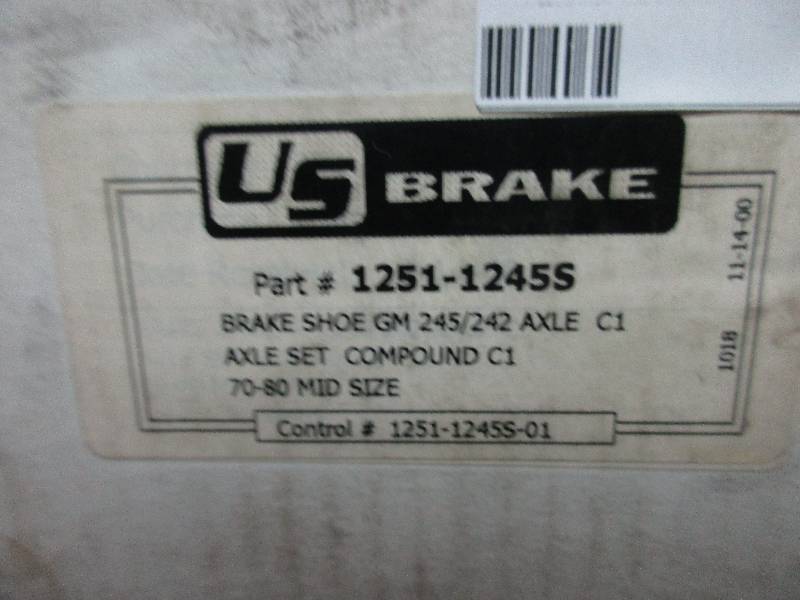 US BRAKE
Part # 1251-1245S
BRAKE SHOE GM 245/242 AXLE C1
AXLE SET COMPOUND C1
70-80 MID SIZE
Control # 1251-1245S-01
1018 11-14-00